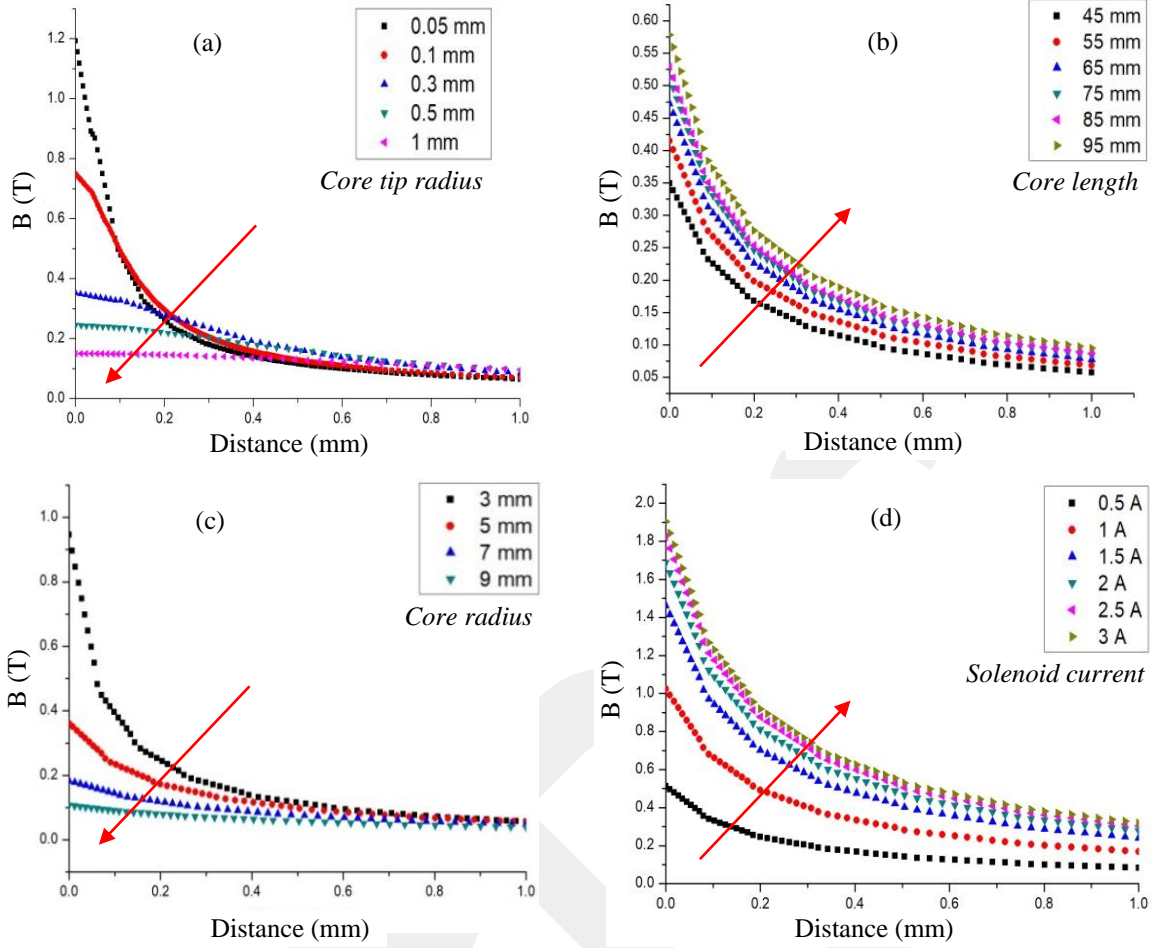 (a)
0.05 mm
0.1 mm
0.3 mm
0.5 mm
1 mm
Core tip radius
B (T)
1.2
1.0
0.8
0.6
0.4
0.2
0.0
0.0 0.2 0.4 0.6 0.8 1.0
Distance (mm)
(b)
45 mm
55 mm
65 mm
75 mm
85 mm
95 mm
Core length
B (T)
0.60
0.55
0.50
0.45
0.40
0.35
0.30
0.25
0.20
0.15
0.10
0.05
0.0 0.2 0.4 0.6 0.8 1.0
Distance (mm)
(c)
3 mm
5 mm
7 mm
9 mm
Core radius
B (T)
1.0
0.8
0.6
0.4
0.2
0.0
0.0 0.2 0.4 0.6 0.8 1.0
Distance (mm)
(d)
0.5 A
1 A
1.5 A
2 A
2.5 A
3 A
Solenoid current
B (T)
2.0
1.8
1.6
1.4
1.2
1.0
0.8
0.6
0.4
0.2
0.0
0.0 0.2 0.4 0.6 0.8 1.0
Distance (mm)